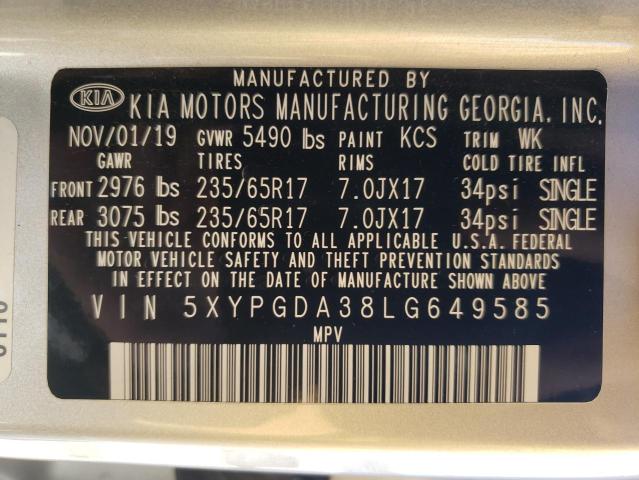 MANUFACTURED BY
KIA KIA MOTORS MANUFACTURING GEORGIA, INC.
NOV/01/19 GVWR 5490 lbs PAINT KCS TRIM WK
GAWR TIRES RIMS COLD TIRE INFL
FRONT 2976 lbs 235/65R17 7.0JX17 34psi SINGLE
REAR 3075 lbs 235/65R17 7.0JX17 34psi SINGLE
THIS VEHICLE CONFORMS TO ALL APPLICABLE U.S.A. FEDERAL
MOTOR VEHICLE SAFETY AND THEFT PREVENTION STANDARDS
IN EFFECT ON THE DATE OF MANUFACTURE SHOWN ABOVE.
VIN 5XYPGDA38LG649585
MPV